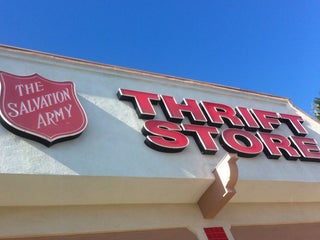 THE
SALVATION
ARMY
THRIFT
STORE